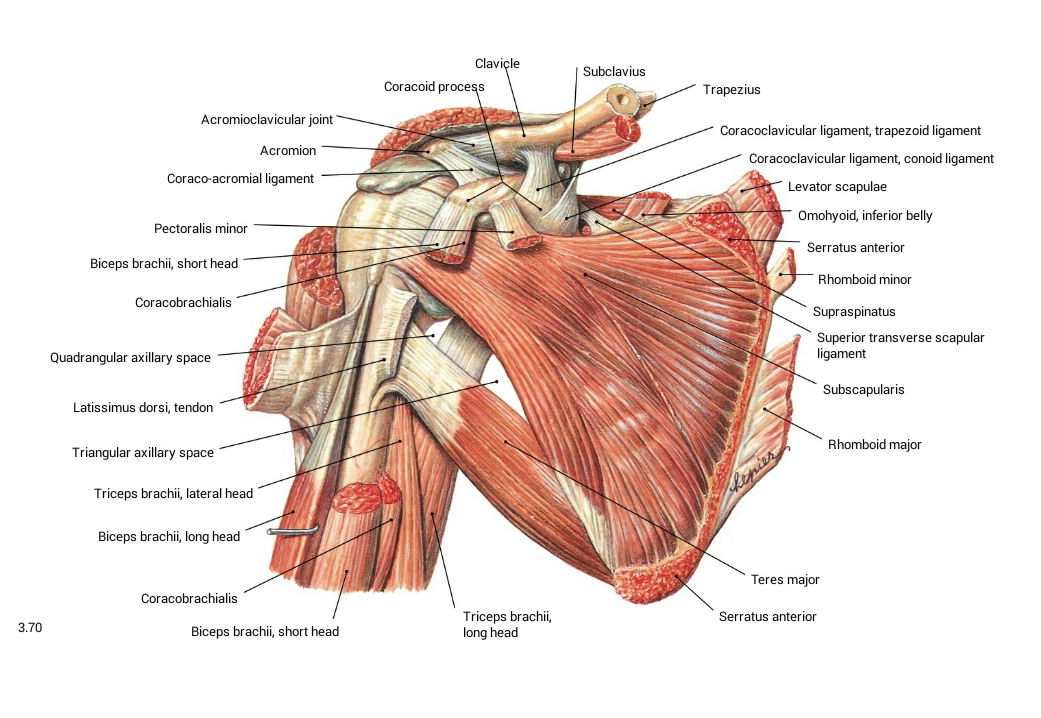 Clavicle
Subclavius
Coracoid process
Trapezius
Acromioclavicular joint
Coracoclavicular ligament, trapezoid ligament
Acromion
Coracoclavicular ligament, conoid ligament
Coraco-acromial ligament
Levator scapulae
Omohyoid, inferior belly
Pectoralis minor
Serratus anterior
Biceps brachii, short head
Rhomboid minor
Coracobrachialis
Supraspinatus
Superior transverse scapular
ligament
Quadrangular axillary space
Subscapularis
Latissimus dorsi, tendon
Rhomboid major
Triangular axillary space
Lepier
Triceps brachii, lateral head
Biceps brachii, long head
Teres major
Coracobrachialis
Serratus anterior
Triceps brachii,
long head
Biceps brachii, short head
3.70